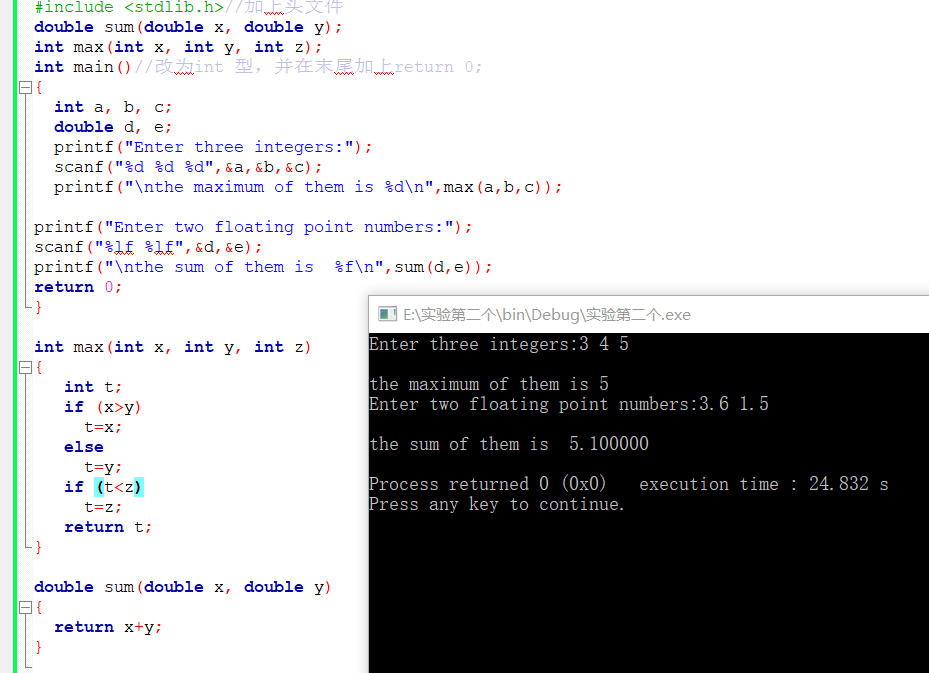 #include <stdlib.h>//加上头文件
double sum(double x, double y);
int max(int x, int y, int z);
int main()//改为int 型，并在末尾加上return 0;
{
int a, b, c;
double d, e;
printf("Enter three integers:");
scanf("%d %d %d",&a,&b,&c);
printf("\nthe maximum of them is %d\n",max(a,b,c));
printf("Enter two floating point numbers:");
scanf("%lf %lf",&d,&e);
printf("\nthe sum of them is  %f\n",sum(d,e));
return 0;
}
int max(int x, int y, int z)
{
int t;
if (x>y)
t=x;
else
t=y;
if (t<z)
t=z;
return t;
}
double sum(double x, double y)
{
return x+y;
}
E:\实验第二个\bin\Debug\实验第二个.exe
Enter three integers:3 4 5
the maximum of them is 5
Enter two floating point numbers:3.6 1.5
the sum of them is  5.100000
Process returned 0 (0x0)   execution time : 24.832 s
Press any key to continue.